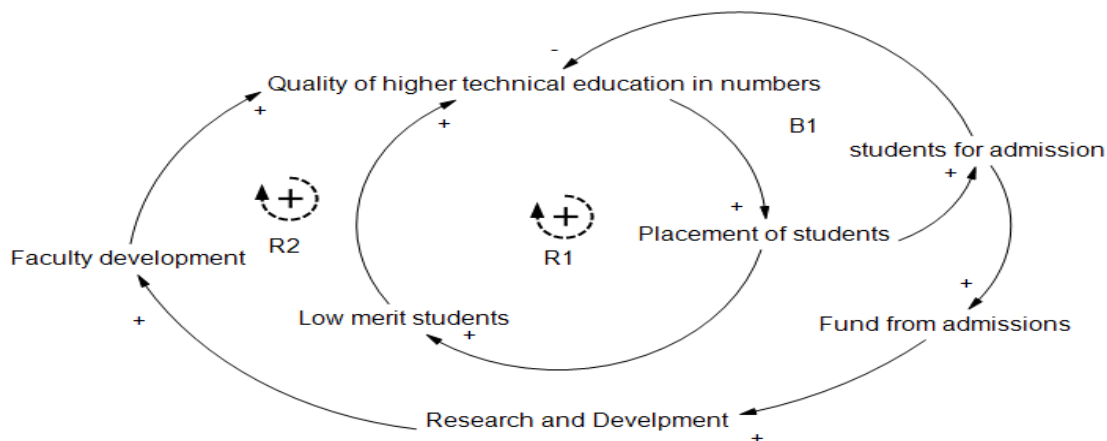 -
Quality of higher technical education in numbers
+
+
B1
students for admission
+
+
Placement of students
R2
R1
Faculty development
+
+
Low merit students
+
Fund from admissions
+
Research and Develpment
+
+
+